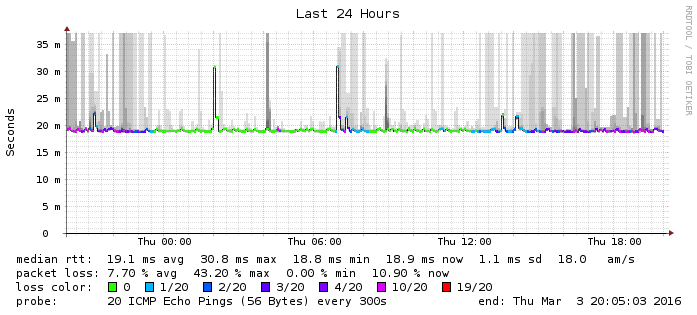 Last 24 Hours
RRDTOOL / TOBI OETIKER
Seconds
35 m
30 m
25 m
20 m
15 m
10 m
5 m
0
Thu 00:00 Thu 06:00 Thu 12:00 Thu 18:00
median rtt: 19.1 ms avg 30.8 ms max 18.8 ms min 18.9 ms now 1.1 ms sd 18.0 am/s
packet loss: 7.70 % avg 43.20 % max 0.00 % min 10.90 % now
loss color: 0 1/20 2/20 3/20 4/20 10/20 19/20
probe: 20 ICMP Echo Pings (56 Bytes) every 300s end: Thu Mar 3 20:05:03 2016